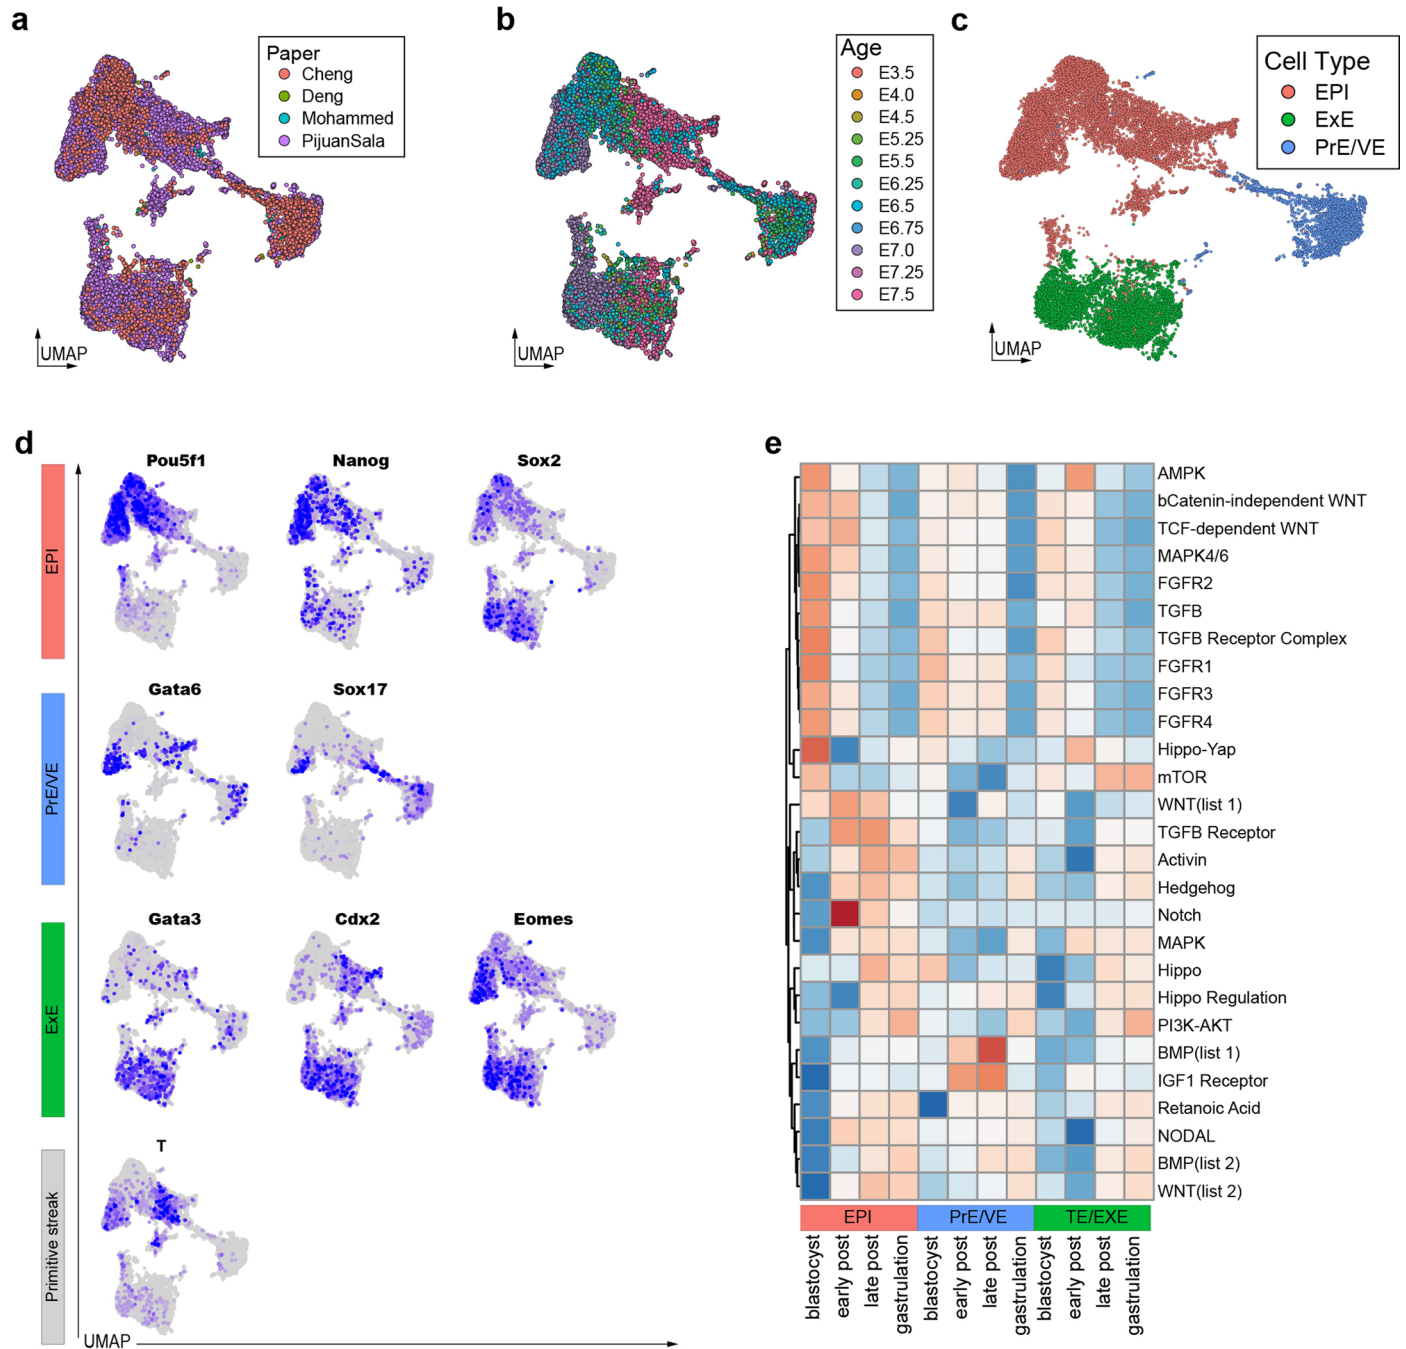 a
Paper
Cheng
Deng
Mohammed
PijuanSala
UMAP
b
Age
E3.5
E4.0
E4.5
E5.25
E5.5
E6.25
E6.5
E6.75
E7.0
E7.25
E7.5
UMAP
c
Cell Type
EPI
ExE
PrE/VE
UMAP
d
EPI
Pou5f1
Nanog
Sox2
PrE/VE
Gata6
Sox17
ExE
Gata3
Cdx2
Eomes
Primitive streak
T
UMAP
e
AMPK
bCatenin-independent WNT
TCF-dependent WNT
MAPK4/6
FGFR2
TGFB
TGFB Receptor Complex
FGFR1
FGFR3
FGFR4
Hippo-Yap
mTOR
WNT(list 1)
TGFB Receptor
Activin
Hedgehog
Notch
MAPK
Hippo
Hippo Regulation
PI3K-AKT
BMP(list 1)
IGF1 Receptor
Retanoic Acid
NODAL
BMP(list 2)
WNT(list 2)
EPI
PrE/VE
TE/EXE
blastocyst
early post
late post
gastrulation
blastocyst
early post
late post
gastrulation
blastocyst
early post
late post
gastrulation